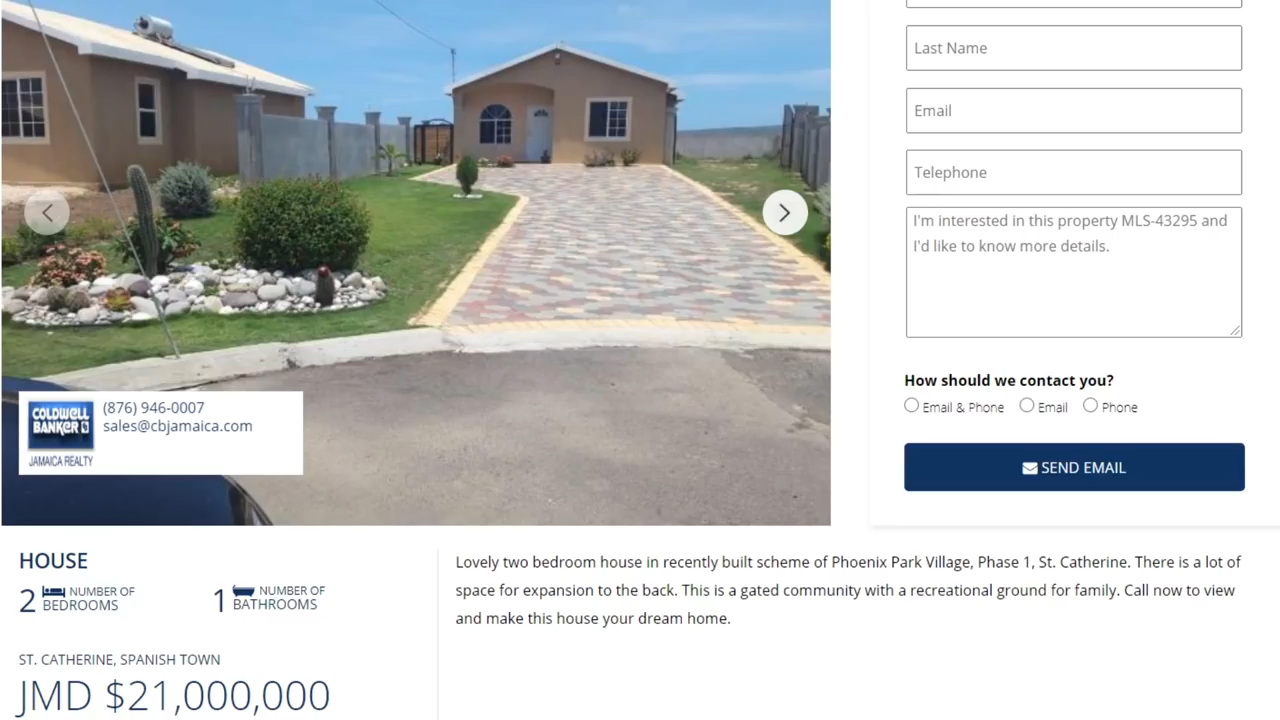 Last Name
Email
Telephone
I'm interested in this property MLS-43295 and
I'd like to know more details.
How should we contact you?
Email & Phone
Email
Phone
SEND EMAIL
COLDWELL
BANKER
JAMAICA REALTY
(876) 946-0007
sales@cbjamaica.com
HOUSE
2 NUMBER OF
BEDROOMS
1 NUMBER OF
BATHROOMS
ST. CATHERINE, SPANISH TOWN
JMD $21,000,000
Lovely two bedroom house in recently built scheme of Phoenix Park Village, Phase 1, St. Catherine. There is a lot of
space for expansion to the back. This is a gated community with a recreational ground for family. Call now to view
and make this house your dream home.